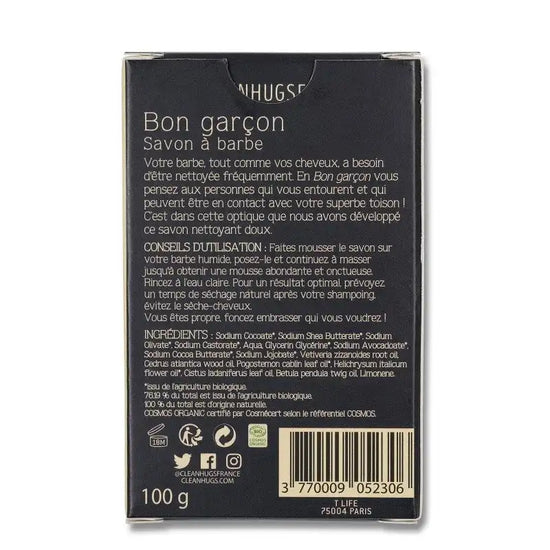 CLEANHUGSF
Bon garçon
Savon à barbe
Votre barbe, tout comme vos cheveux, a besoin
d'être nettoyée fréquemment. En Bon garçon vous
pensez aux personnes qui vous entourent et qui
peuvent être en contact avec votre superbe toison !
C'est dans cette optique que nous avons développé
ce savon nettoyant doux.
CONSEILS D'UTILISATION : Faites mousser le savon sur
votre barbe humide, posez-le et continuez à masser
jusqu'à obtenir une mousse abondante et onctueuse.
Rincez à l'eau claire. Pour un résultat optimal, prévoyez
un temps de séchage naturel après votre shampoing,
évitez le sèche-cheveux.
Vous êtes propre, foncez embrasser qui vous voudrez !
INGRÉDIENTS : Sodium Cocoate*, Sodium Shea Butterate*, Sodium
Olivate*, Sodium Castorate*, Aqua, Glycerin Glycérine*, Sodium Avocadoate*,
Sodium Cocoa Butterate*, Sodium Jojobate*, Vetiveria zizanoides root oil,
Cedrus atlantica wood oil, Pogostemon cablin leaf oil*, Helichrysum italicum
flower oil*, Cistus ladaniferus leaf oil, Betula pendula twig oil, Limonene.
*issu de l'agriculture biologique.
76.19 % du total est issu de l'agriculture biologique.
100 % du total est d'origine naturelle.
COSMOS ORGANIC certifié par Cosmécert selon le référentiel COSMOS.
18M
BIO
COSMOS
ORGANIC
@CLEANHUGSFRANCE
CLEANHUGS.COM
100 g
3 770009 052306
T LIFE
75004 PARIS